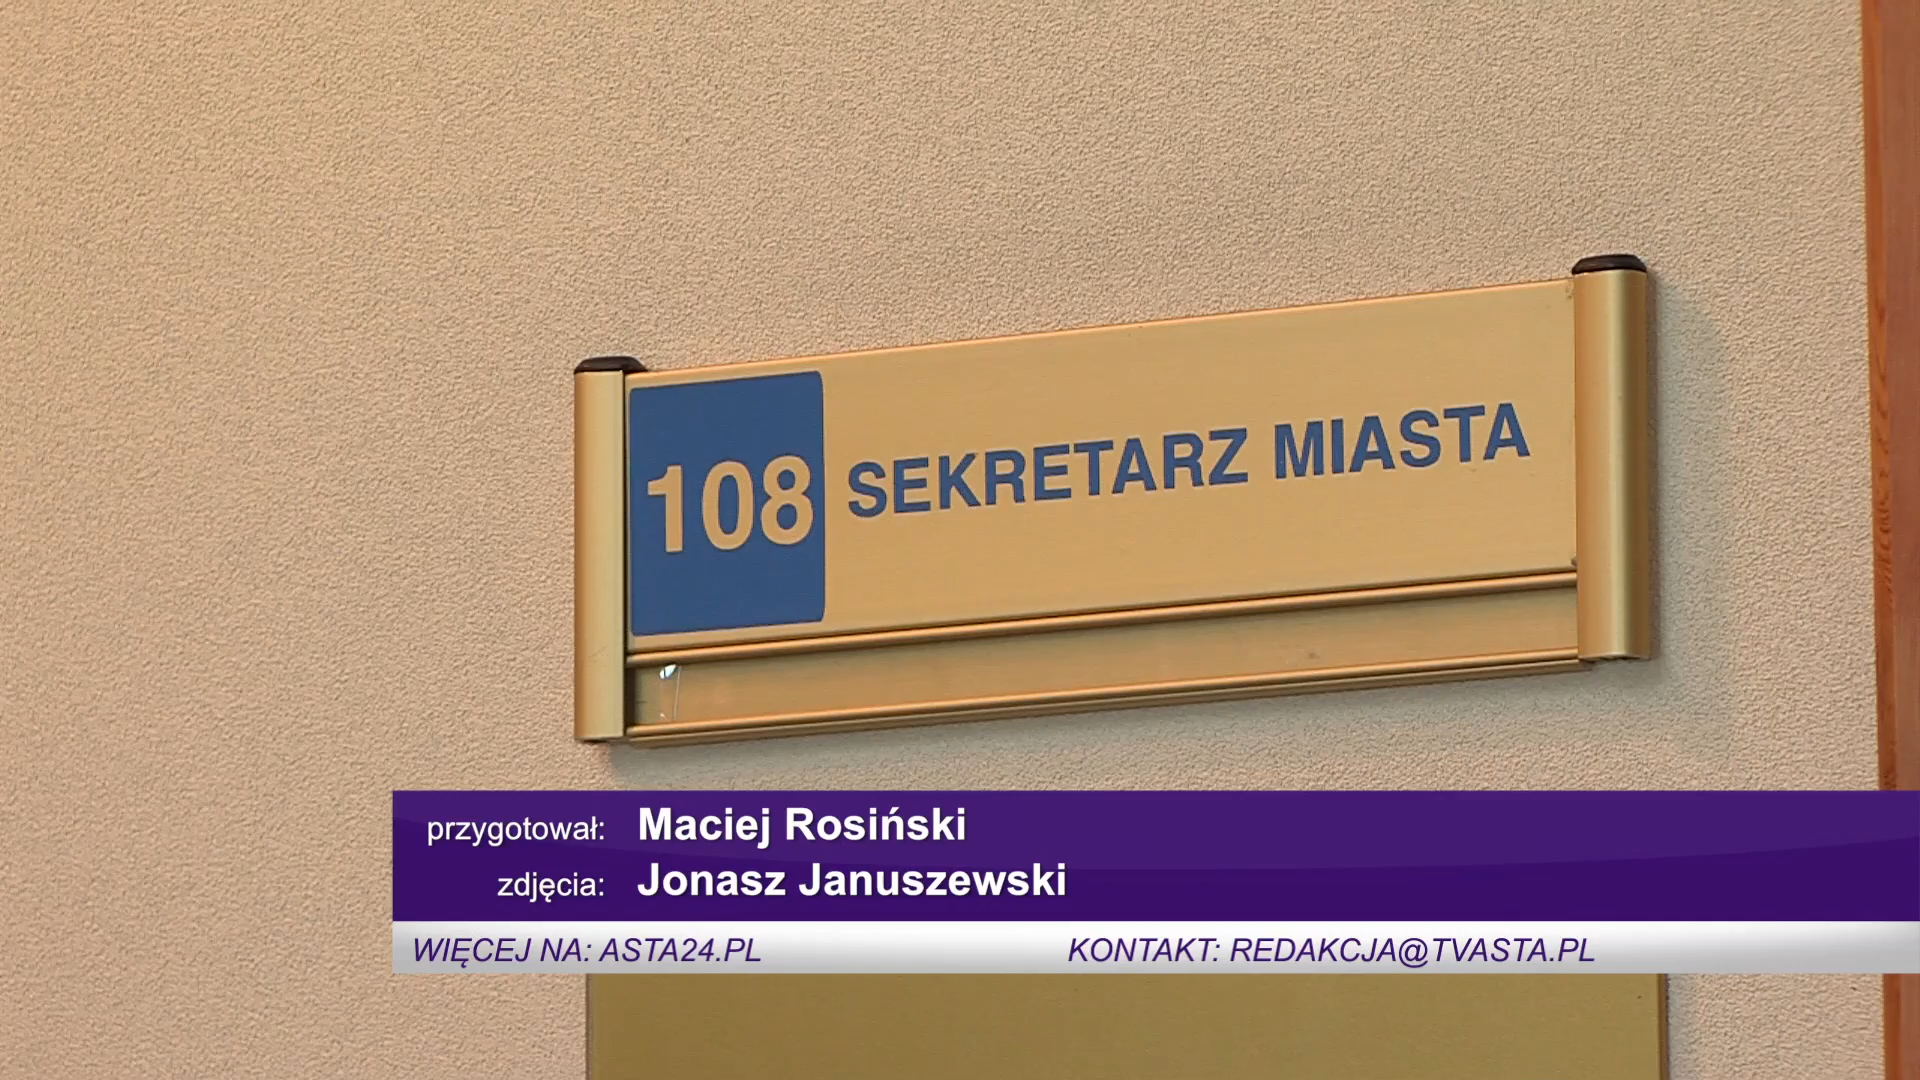 108 SEKRETARZ MIASTA
przygotował: Maciej Rosiński
zdjęcia: Jonasz Januszewski
WIĘCEJ NA: ASTA24.PL KONTAKT: REDAKCJA@TVASTA.PL